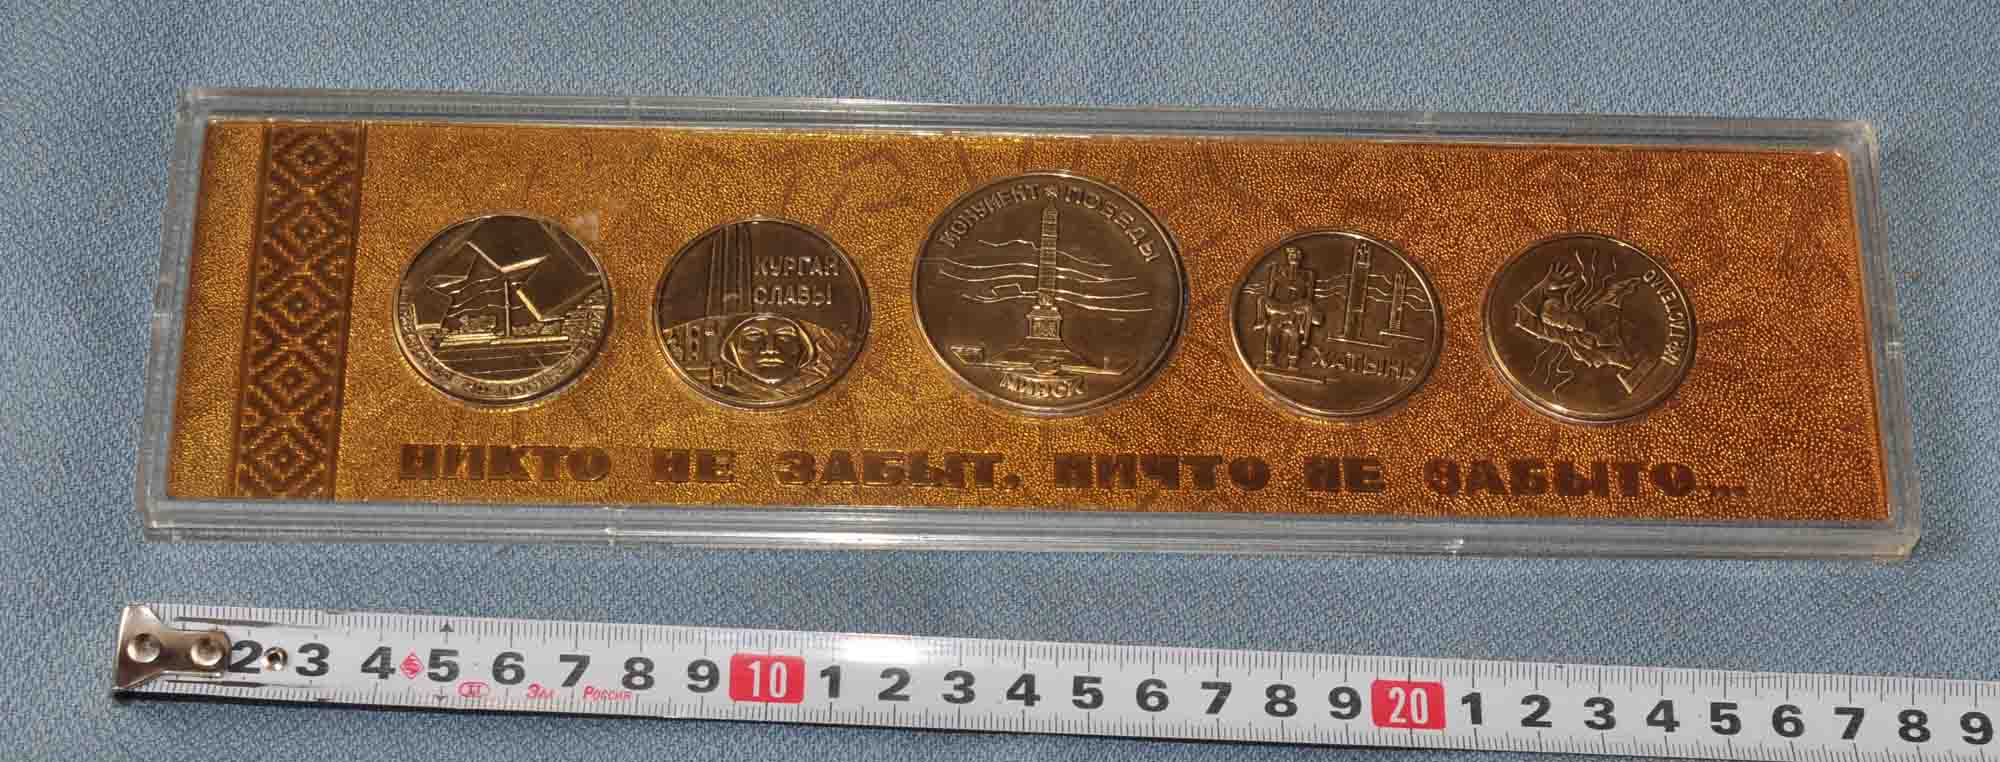 МОНУМЕНТ ★ ПОБЕДЫ
МИНСК
КУРГАН
СЛАВЫ
ХАТЫНЬ
НИКТО НЕ ЗАБЫТ, НИЧТО НЕ ЗАБЫТО...
2 3 4 5 6 7 8 9 10 1 2 3 4 5 6 7 8 9 20 1 2 3 4 5 6 7 8 9
3м Россия